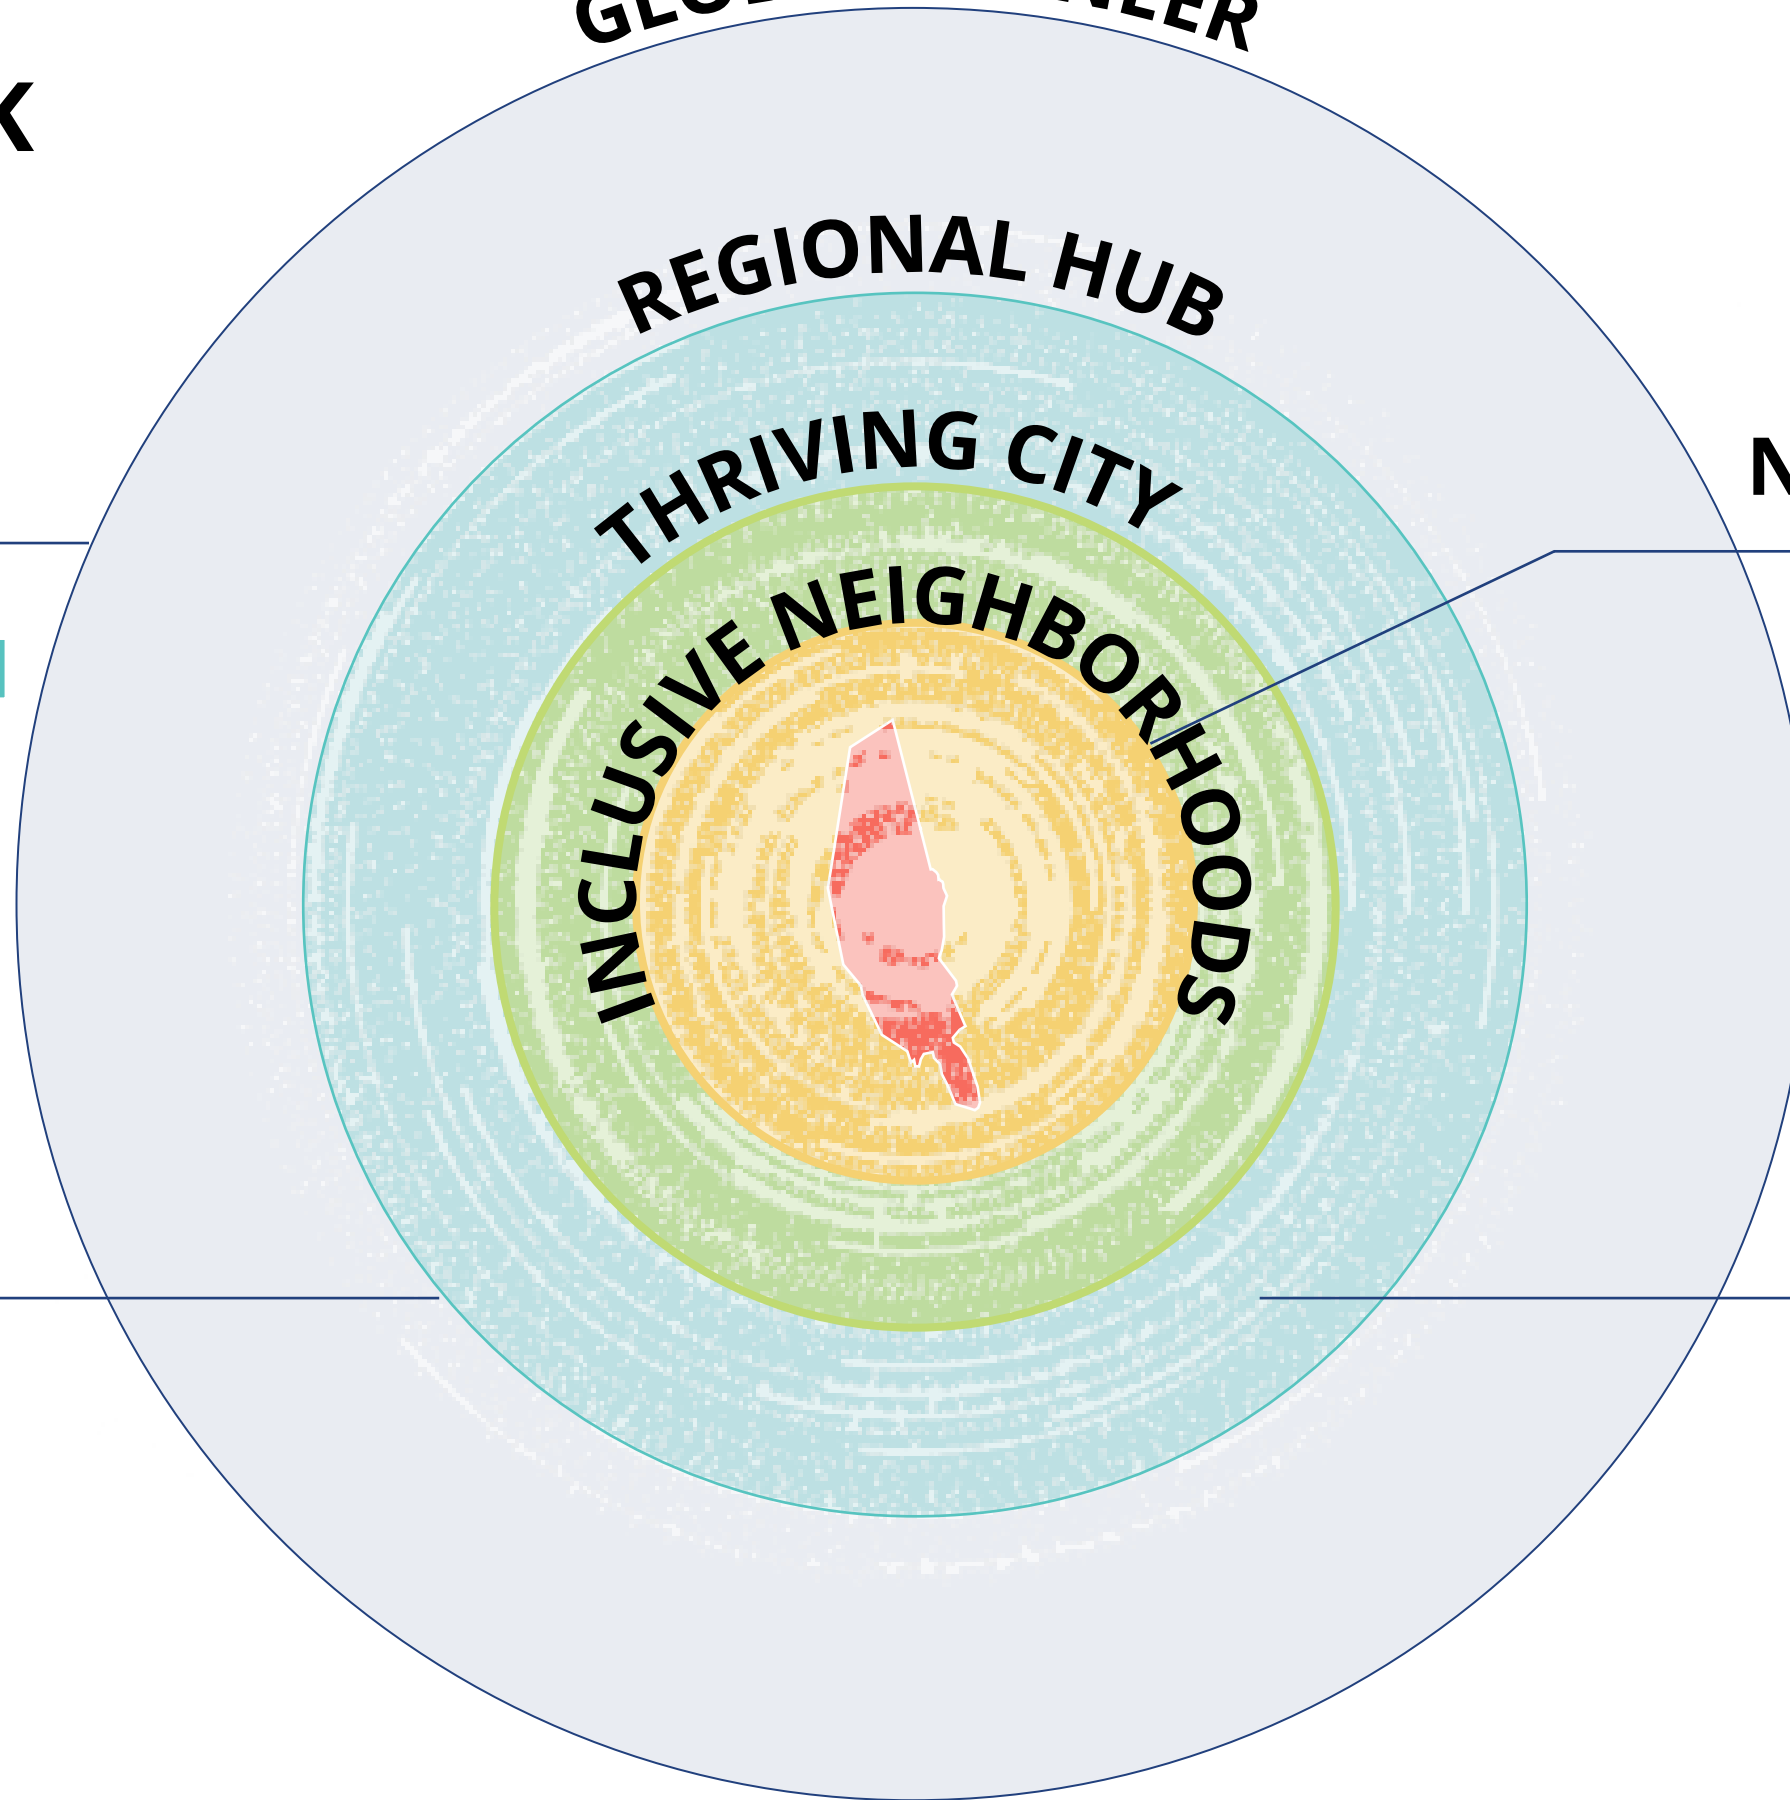 K
REGIONAL HUB
THRIVING CITY
INCLUSIVE NEIGHBORHOODS
N